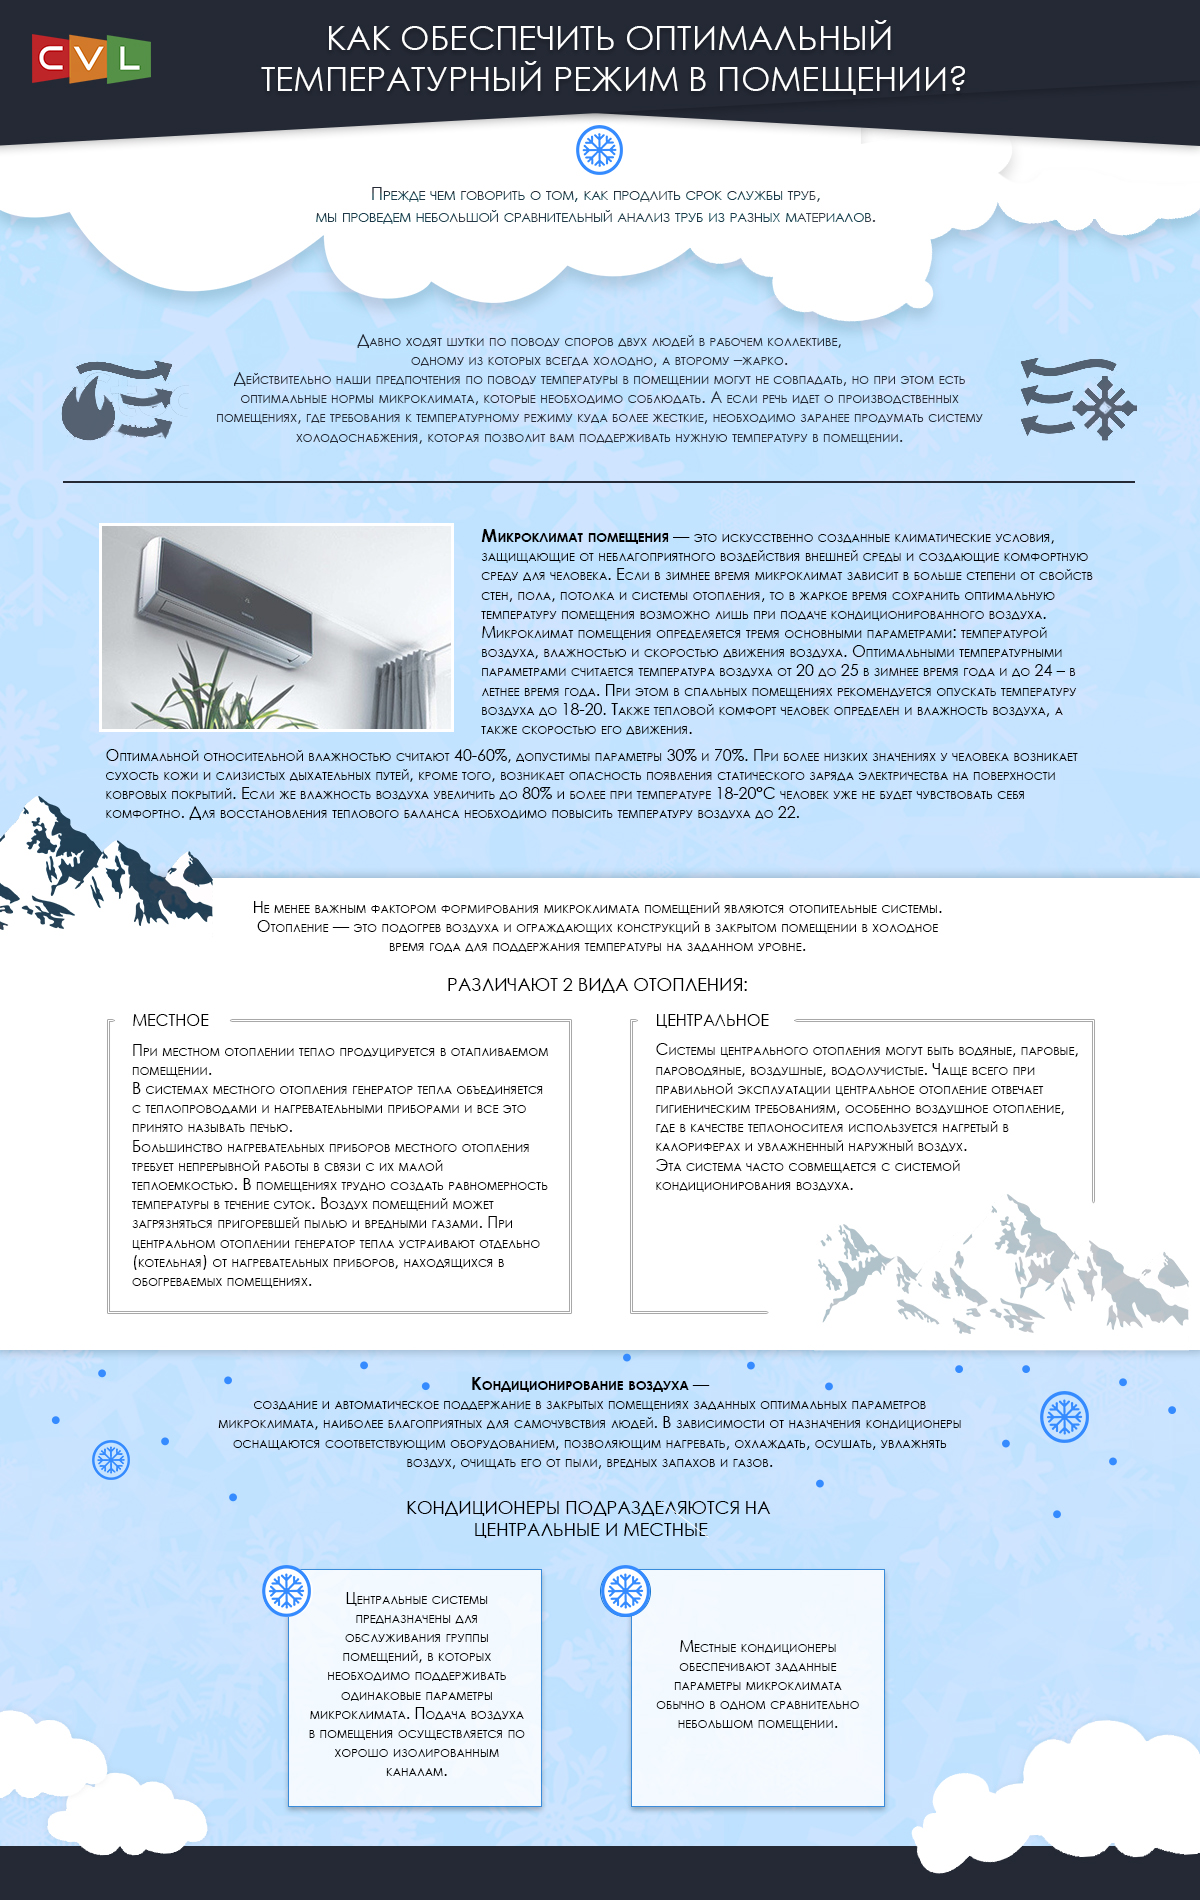 CVL
КАК ОБЕСПЕЧИТЬ ОПТИМАЛЬНЫЙ
ТЕМПЕРАТУРНЫЙ РЕЖИМ В ПОМЕЩЕНИИ?
Прежде чем говорить о том, как продлить срок службы труб,
мы проведем небольшой сравнительный анализ труб из разных материалов.
Давно ходят шутки по поводу споров двух людей в рабочем коллективе,
одному из которых всегда холодно, а второму –жарко.
Действительно наши предпочтения по поводу температуры в помещении могут не совпадать, но при этом есть
оптимальные нормы микроклимата, которые необходимо соблюдать. А если речь идет о производственных
помещениях, где требования к температурному режиму куда более жесткие, необходимо заранее продумать систему
холодоснабжения, которая позволит вам поддерживать нужную температуру в помещении.
Микроклимат помещения — это искусственно созданные климатические условия,
защищающие от неблагоприятного воздействия внешней среды и создающие комфортную
среду для человека. Если в зимнее время микроклимат зависит в больше степени от свойств
стен, пола, потолка и системы отопления, то в жаркое время сохранить оптимальную
температуру помещения возможно лишь при подаче кондиционированного воздуха.
Микроклимат помещения определяется тремя основными параметрами: температурой
воздуха, влажностью и скоростью движения воздуха. Оптимальными температурными
параметрами считается температура воздуха от 20 до 25 в зимнее время года и до 24 – в
летнее время года. При этом в спальных помещениях рекомендуется опускать температуру
воздуха до 18-20. Также тепловой комфорт человек определен и влажность воздуха, а
также скоростью его движения.
Оптимальной относительной влажностью считают 40-60%, допустимы параметры 30% и 70%. При более низких значениях у человека возникает
сухость кожи и слизистых дыхательных путей, кроме того, возникает опасность появления статического заряда электричества на поверхности
ковровых покрытий. Если же влажность воздуха увеличить до 80% и более при температуре 18-20°С человек уже не будет чувствовать себя
комфортно. Для восстановления теплового баланса необходимо повысить температуру воздуха до 22.
Не менее важным фактором формирования микроклимата помещений являются отопительные системы.
Отопление — это подогрев воздуха и ограждающих конструкций в закрытом помещении в холодное
время года для поддержания температуры на заданном уровне.
РАЗЛИЧАЮТ 2 ВИДА ОТОПЛЕНИЯ:
МЕСТНОЕ
При местном отоплении тепло продуцируется в отапливаемом
помещении.
В системах местного отопления генератор тепла объединяется
с теплопроводами и нагревательными приборами и все это
принято называть печью.
Большинство нагревательных приборов местного отопления
требует непрерывной работы в связи с их малой
теплоемкостью. В помещениях трудно создать равномерность
температуры в течение суток. Воздух помещений может
загрязняться пригоревшей пылью и вредными газами. При
центральном отоплении генератор тепла устраивают отдельно
(котельная) от нагревательных приборов, находящихся в
обогреваемых помещениях.
ЦЕНТРАЛЬНОЕ
Системы центрального отопления могут быть водяные, паровые,
пароводяные, воздушные, водолучистые. Чаще всего при
правильной эксплуатации центральное отопление отвечает
гигиеническим требованиям, особенно воздушное отопление,
где в качестве теплоносителя используется нагретый в
калориферах и увлажненный наружный воздух.
Эта система часто совмещается с системой
кондиционирования воздуха.
Кондиционирование воздуха —
создание и автоматическое поддержание в закрытых помещениях заданных оптимальных параметров
микроклимата, наиболее благоприятных для самочувствия людей. В зависимости от назначения кондиционеры
оснащаются соответствующим оборудованием, позволяющим нагревать, охлаждать, осушать, увлажнять
воздух, очищать его от пыли, вредных запахов и газов.
КОНДИЦИОНЕРЫ ПОДРАЗДЕЛЯЮТСЯ НА
ЦЕНТРАЛЬНЫЕ И МЕСТНЫЕ
Центральные системы
предназначены для
обслуживания группы
помещений, в которых
необходимо поддерживать
одинаковые параметры
микроклимата. Подача воздуха
в помещения осуществляется по
хорошо изолированным
каналам.
Местные кондиционеры
обеспечивают заданные
параметры микроклимата
обычно в одном сравнительно
небольшом помещении.